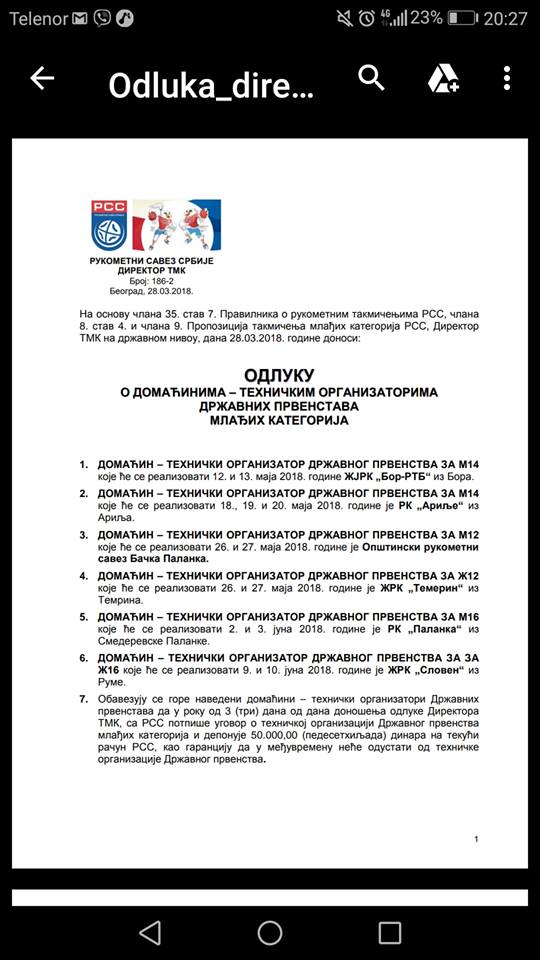 Telenor 4G 23% 20:27
Odluka_dire...
РСС
РУКОМЕТНИ САВЕЗ СРБИЈЕ
ДИРЕКТОР ТМК
Број: 186-2
Београд, 28.03.2018.
На основу члана 35. став 7. Правилника о рукометним такмичењима РСС, члана
8. став 4. и члана 9. Пропозиција такмичења млађих категорија РСС, Директор
ТМК на државном нивоу, дана 28.03.2018. године доноси:
ОДЛУКУ
О ДОМАЋИНИМА – ТЕХНИЧКИМ ОРГАНИЗАТОРИМА
ДРЖАВНИХ ПРВЕНСТАВА
МЛАЂИХ КАТЕГОРИЈА
1. ДОМАЋИН – ТЕХНИЧКИ ОРГАНИЗАТОР ДРЖАВНОГ ПРВЕНСТВА ЗА М14
које ће се реализовати 12. и 13. маја 2018. године ЖЈРК „Бор-РТБ“ из Бора.
2. ДОМАЋИН – ТЕХНИЧКИ ОРГАНИЗАТОР ДРЖАВНОГ ПРВЕНСТВА ЗА М14
које ће се реализовати 18., 19. и 20. маја 2018. године је РК „Ариље“ из
Ариља.
3. ДОМАЋИН – ТЕХНИЧКИ ОРГАНИЗАТОР ДРЖАВНОГ ПРВЕНСТВА ЗА М12
које ће се реализовати 26. и 27. маја 2018. године је Општински рукометни
савез Бачка Паланка.
4. ДОМАЋИН – ТЕХНИЧКИ ОРГАНИЗАТОР ДРЖАВНОГ ПРВЕНСТВА ЗА Ж12
које ће се реализовати 26. и 27. маја 2018. године је ЖРК „Темерин“ из
Темрина.
5. ДОМАЋИН – ТЕХНИЧКИ ОРГАНИЗАТОР ДРЖАВНОГ ПРВЕНСТВА ЗА М16
које ће се реализовати 2. и 3. јуна 2018. године је РК „Паланка“ из
Смедеревске Паланке.
6. ДОМАЋИН – ТЕХНИЧКИ ОРГАНИЗАТОР ДРЖАВНОГ ПРВЕНСТВА ЗА ЗА
Ж16 које ће се реализовати 9. и 10. јуна 2018. године је ЖРК „Словен“ из
Руме.
7. Обавезују се горе наведени домаћини – технички организатори Државних
првенстава да у року од 3 (три) дана од дана доношења одлуке Директора
ТМК, са РСС потпише уговор о техничкој организацији Државног првенства
млађих категорија и депонује 50.000,00 (педесетхиљада) динара на текући
рачун РСС, као гаранцију да у међувремену неће одустати од техничке
организације Државног првенства.
1